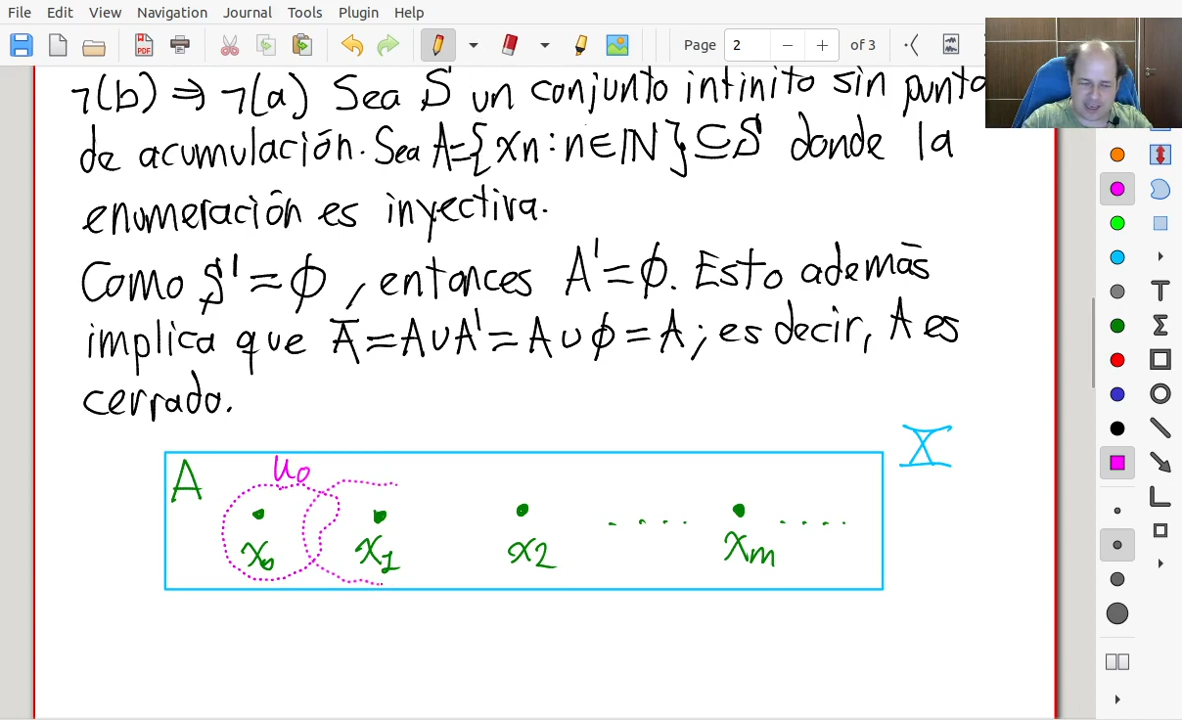 File Edit View Navigation Journal Tools Plugin Help
Page 2 of 3
¬(b) ⇒ ¬(a) Sea S un conjunto infinito sin punto
de acumulación. Sea A={xn : n∈ℕ}⊆S donde la
enumeración es inyectiva.
Como S'=∅, entonces A'=∅. Esto además
implica que A̅=A∪A'=A∪∅=A; es decir, A es
cerrado.
X
A U0
x0 x1 x2 ..... xm ....